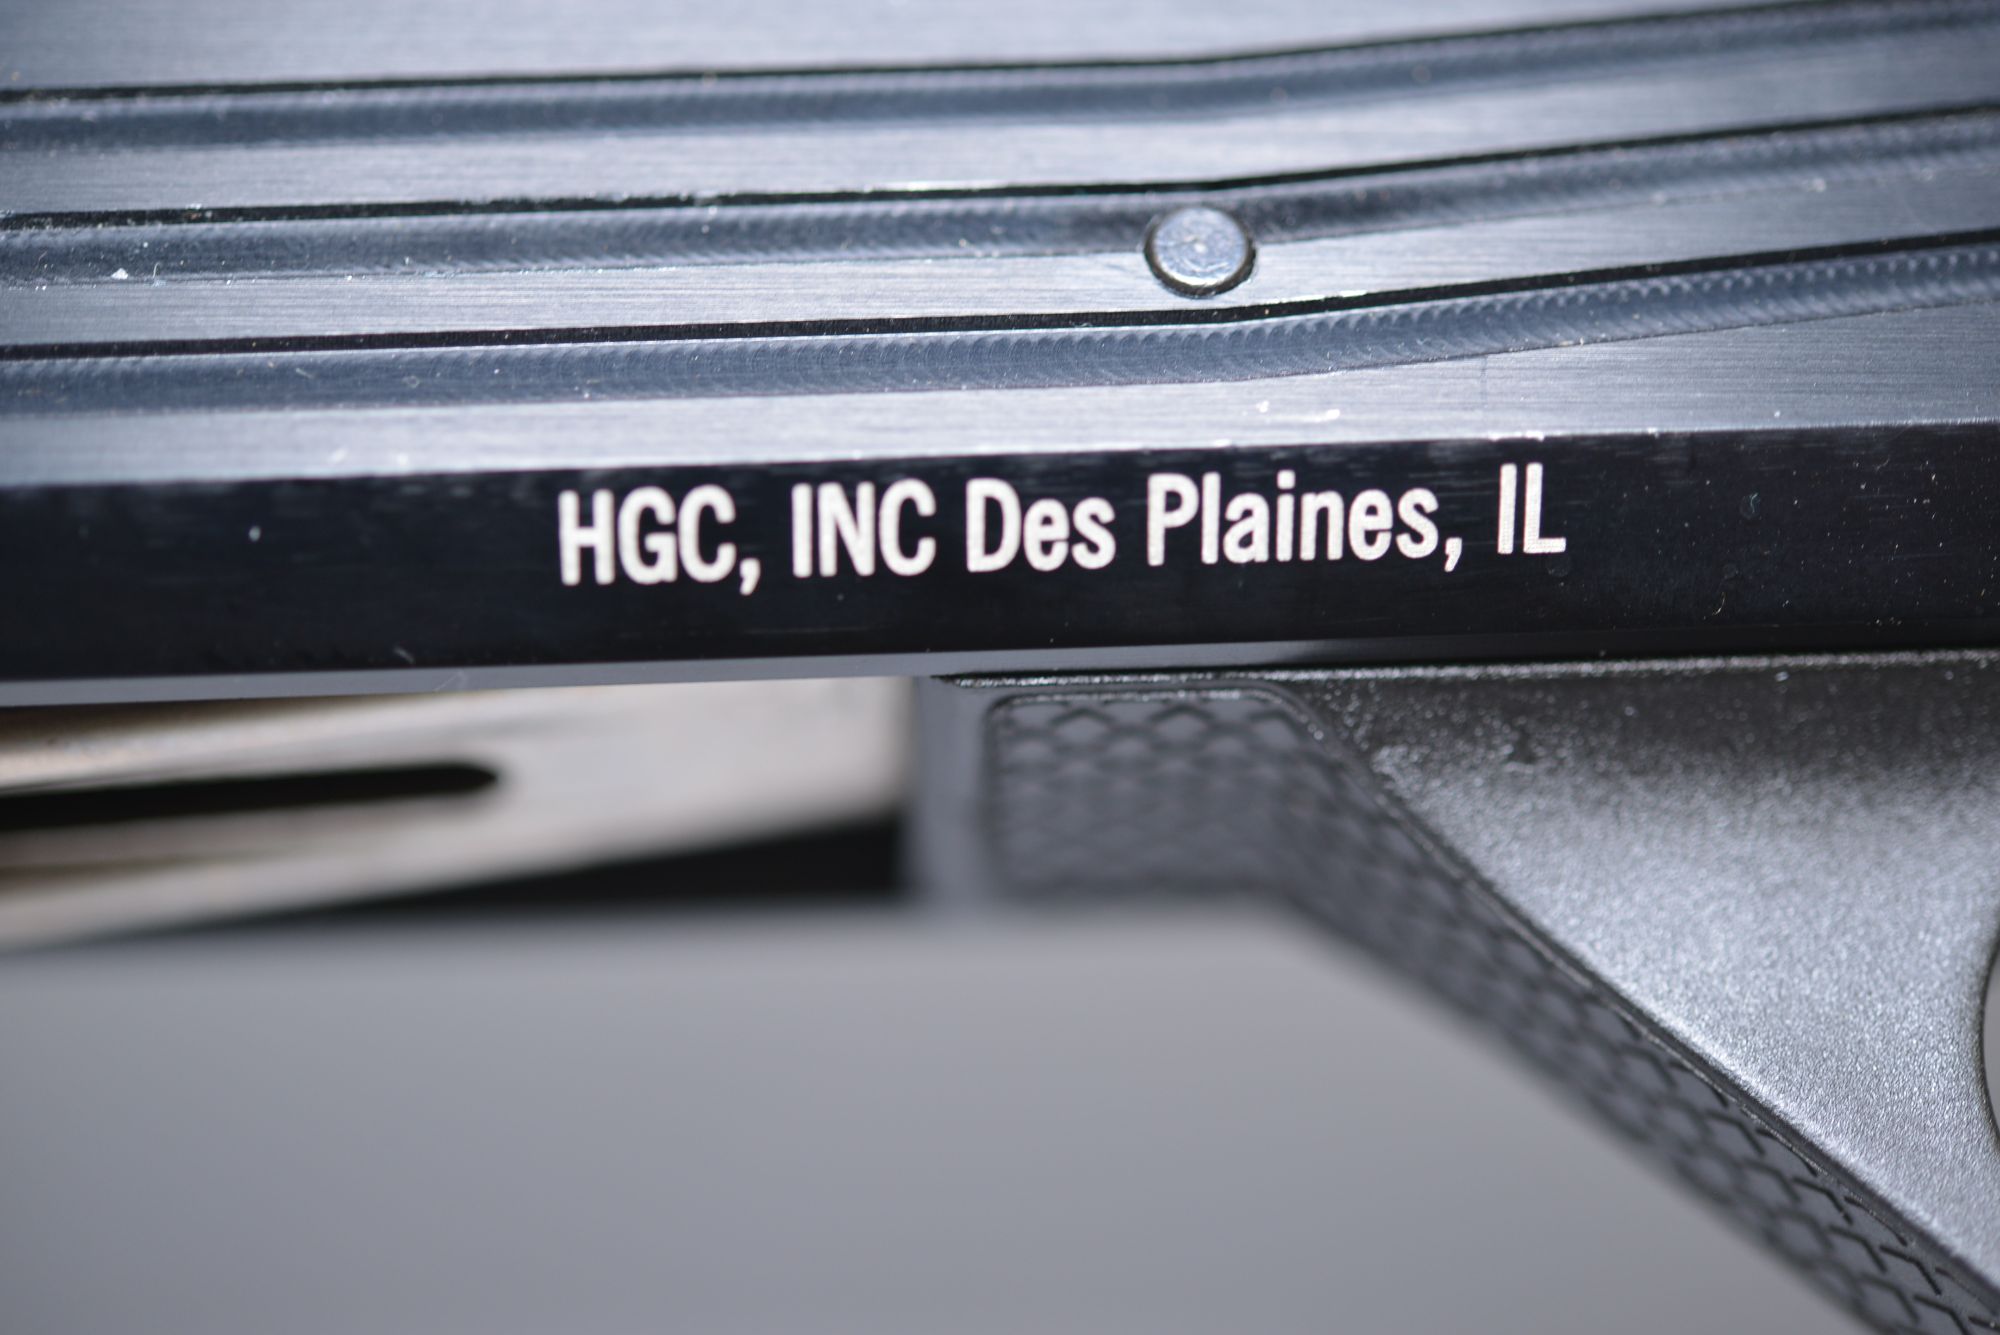 HGC, INC Des Plaines, IL